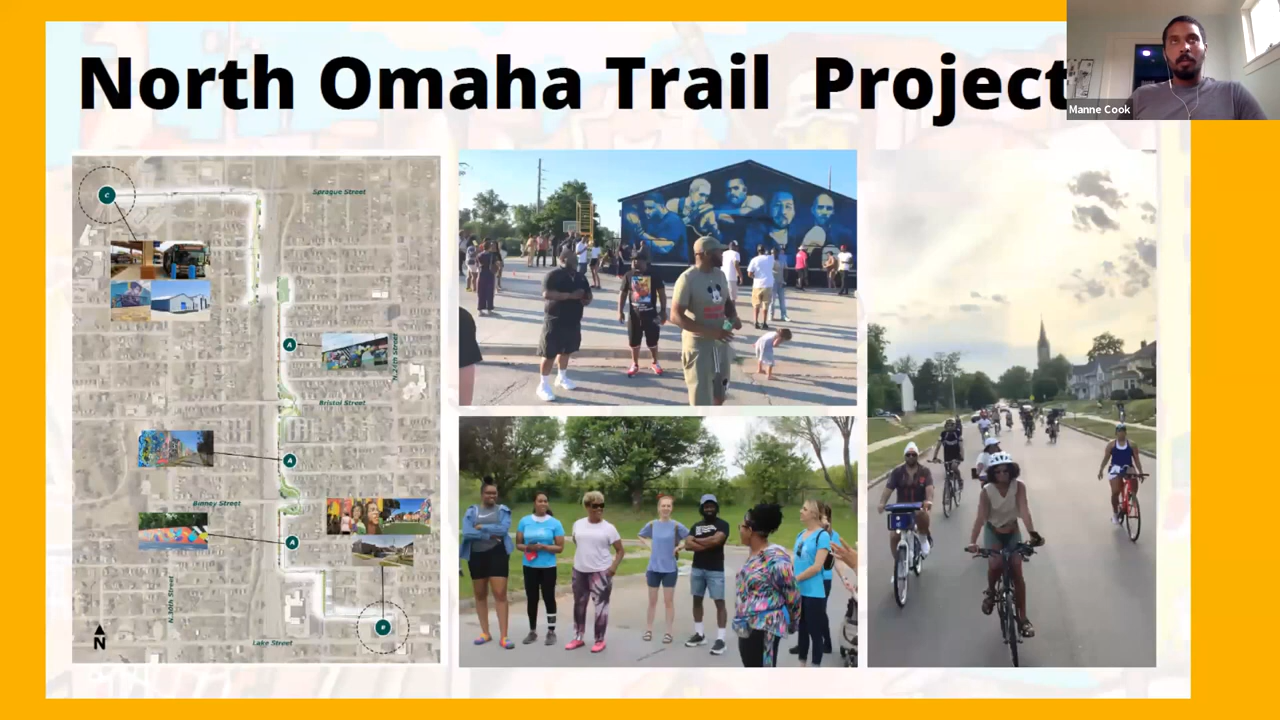 North Omaha Trail Project
Manne Cook
Sprague Street
C
A
N 24th Street
Bristol Street
A
Binney Street
A
N 30th Street
P
N
Lake Street